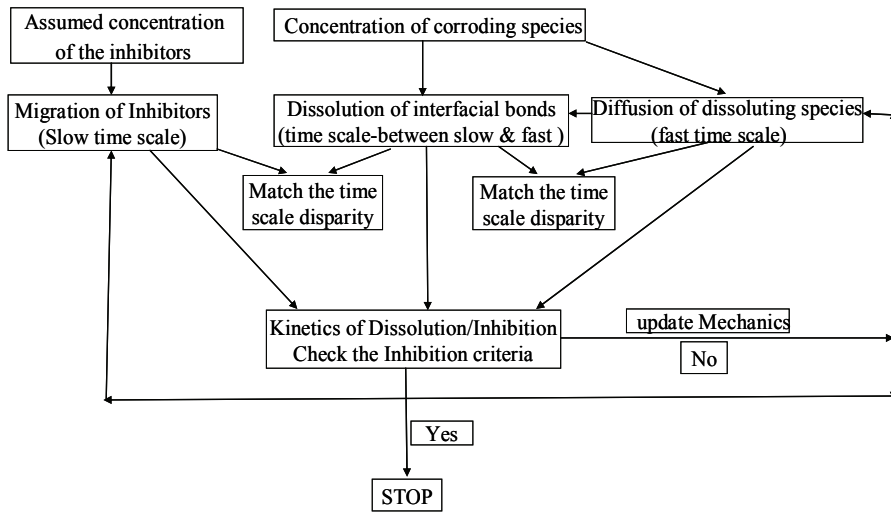 Assumed concentration
of the inhibitors
Concentration of corroding species
Migration of Inhibitors
(Slow time scale)
Dissolution of interfacial bonds
(time scale-between slow & fast )
Diffusion of dissoluting species
(fast time scale)
Match the time
scale disparity
Match the time
scale disparity
Kinetics of Dissolution/Inhibition
Check the Inhibition criteria
update Mechanics
No
Yes
STOP